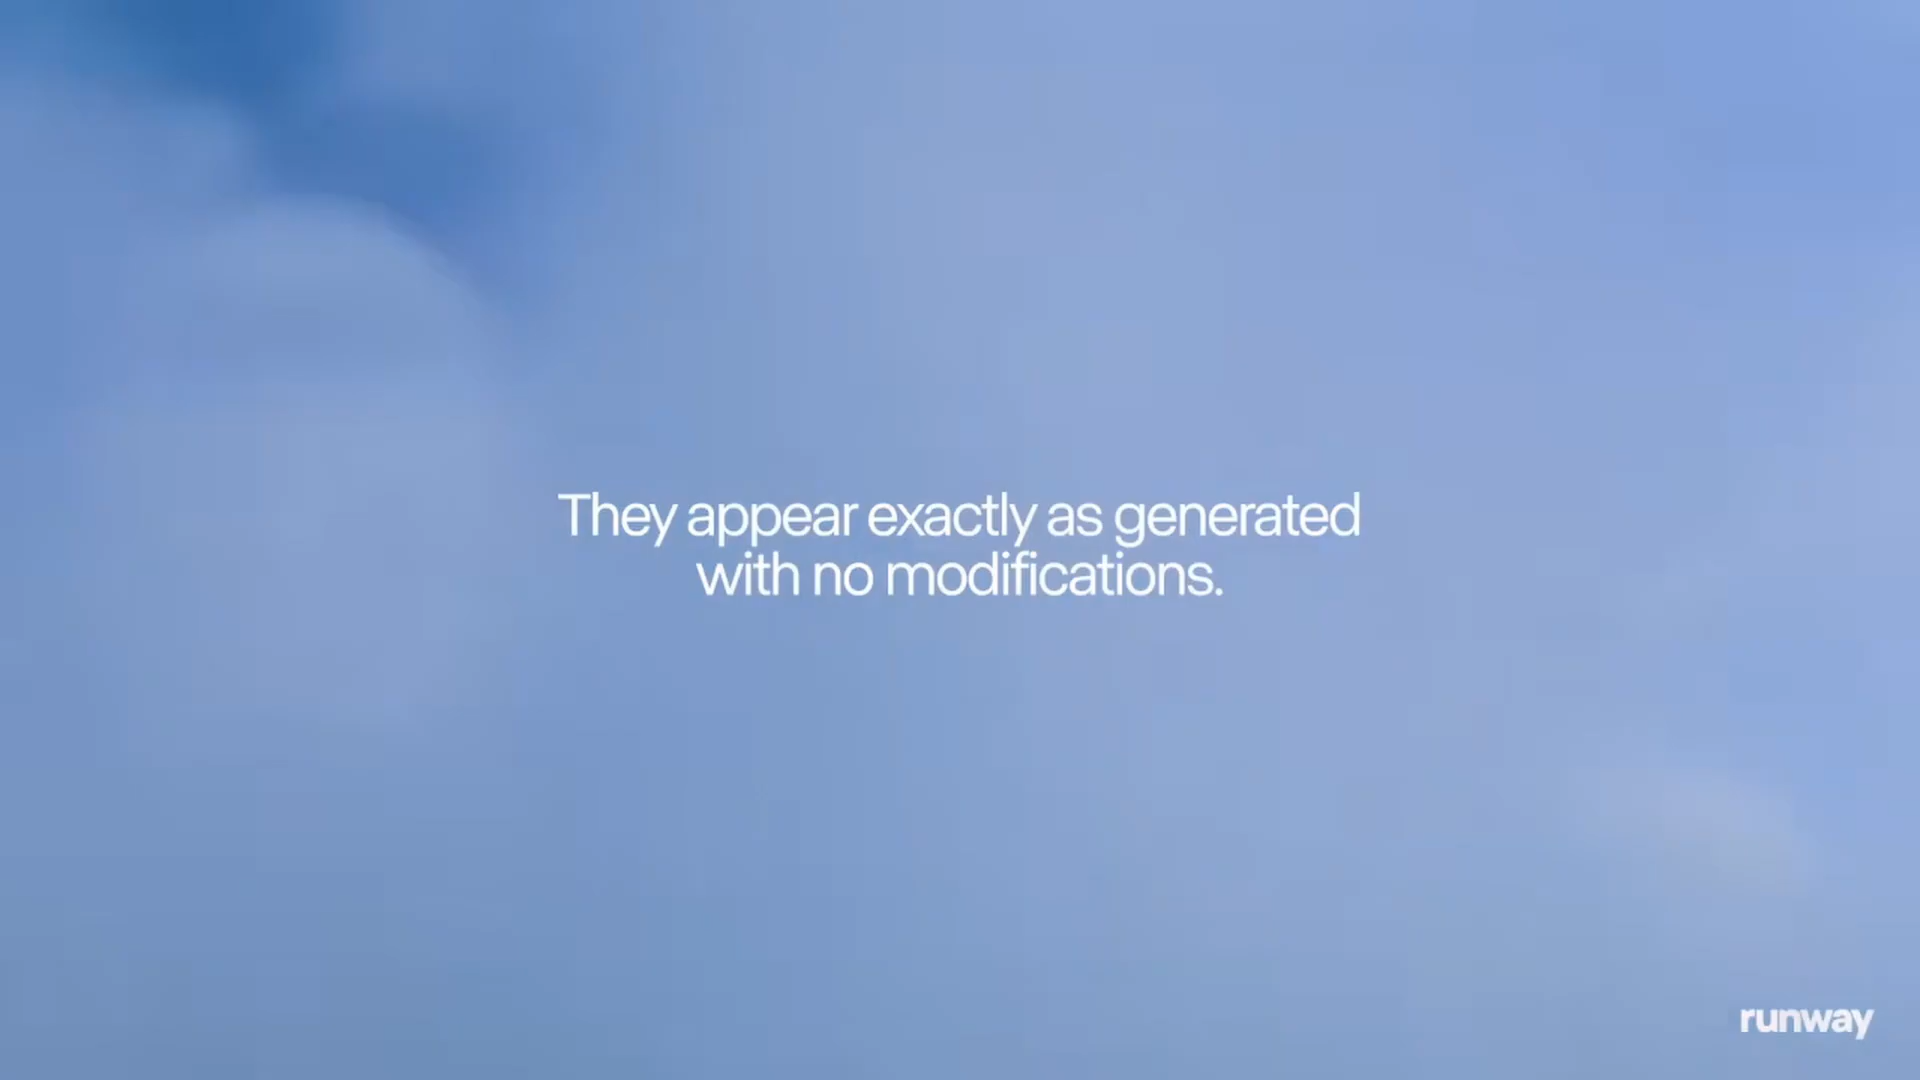 They appear exactly as generated
with no modifications.
runway